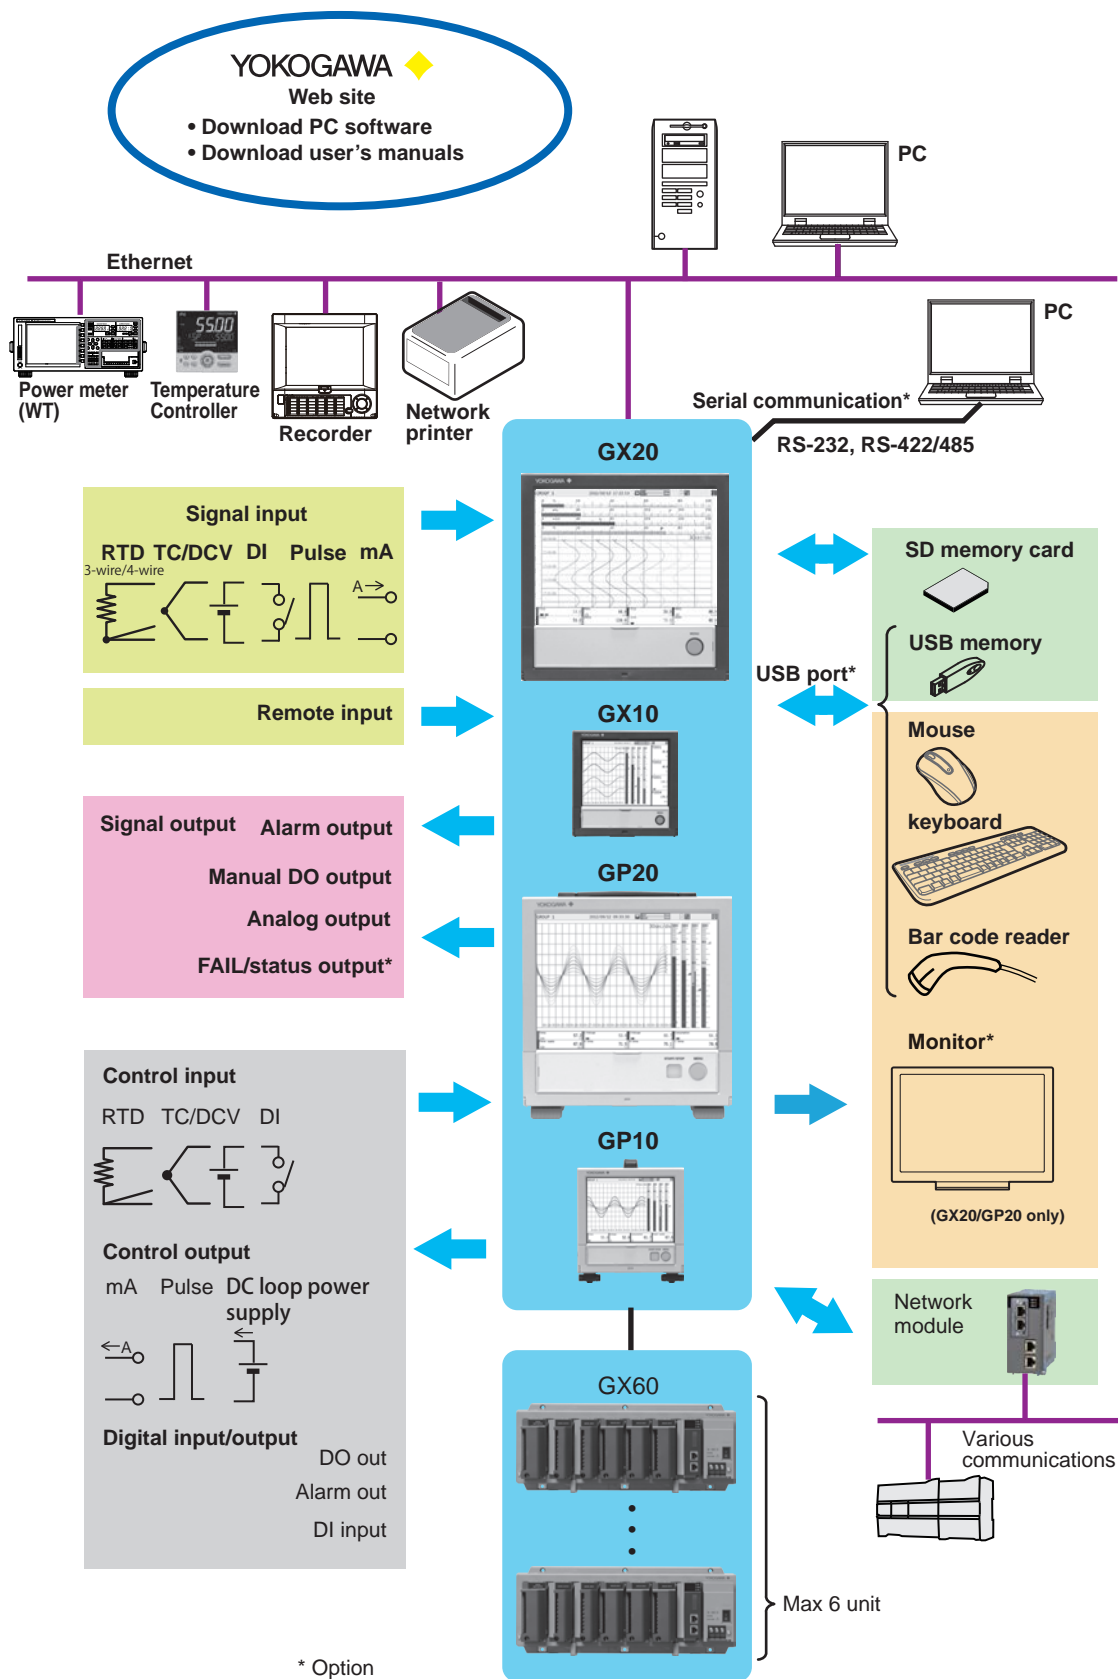 YOKOGAWA
Web site
• Download PC software
• Download user's manuals
PC
Ethernet
PC
Power meter
(WT)
Temperature
Controller
Recorder
Network
printer
Serial communication*
RS-232, RS-422/485
GX20
YOKOGAWA
Signal input
RTD TC/DCV DI Pulse mA
3-wire/4-wire
A
SD memory card
USB memory
USB port*
Remote input
GX10
Mouse
Signal output
Alarm output
keyboard
Manual DO output
GP20
Analog output
Bar code reader
FAIL/status output*
Monitor*
Control input
RTD TC/DCV DI
GP10
(GX20/GP20 only)
Control output
mA Pulse DC loop power
supply
A
Network
module
GX60
Digital input/output
DO out
Alarm out
DI input
Various
communications
Max 6 unit
* Option